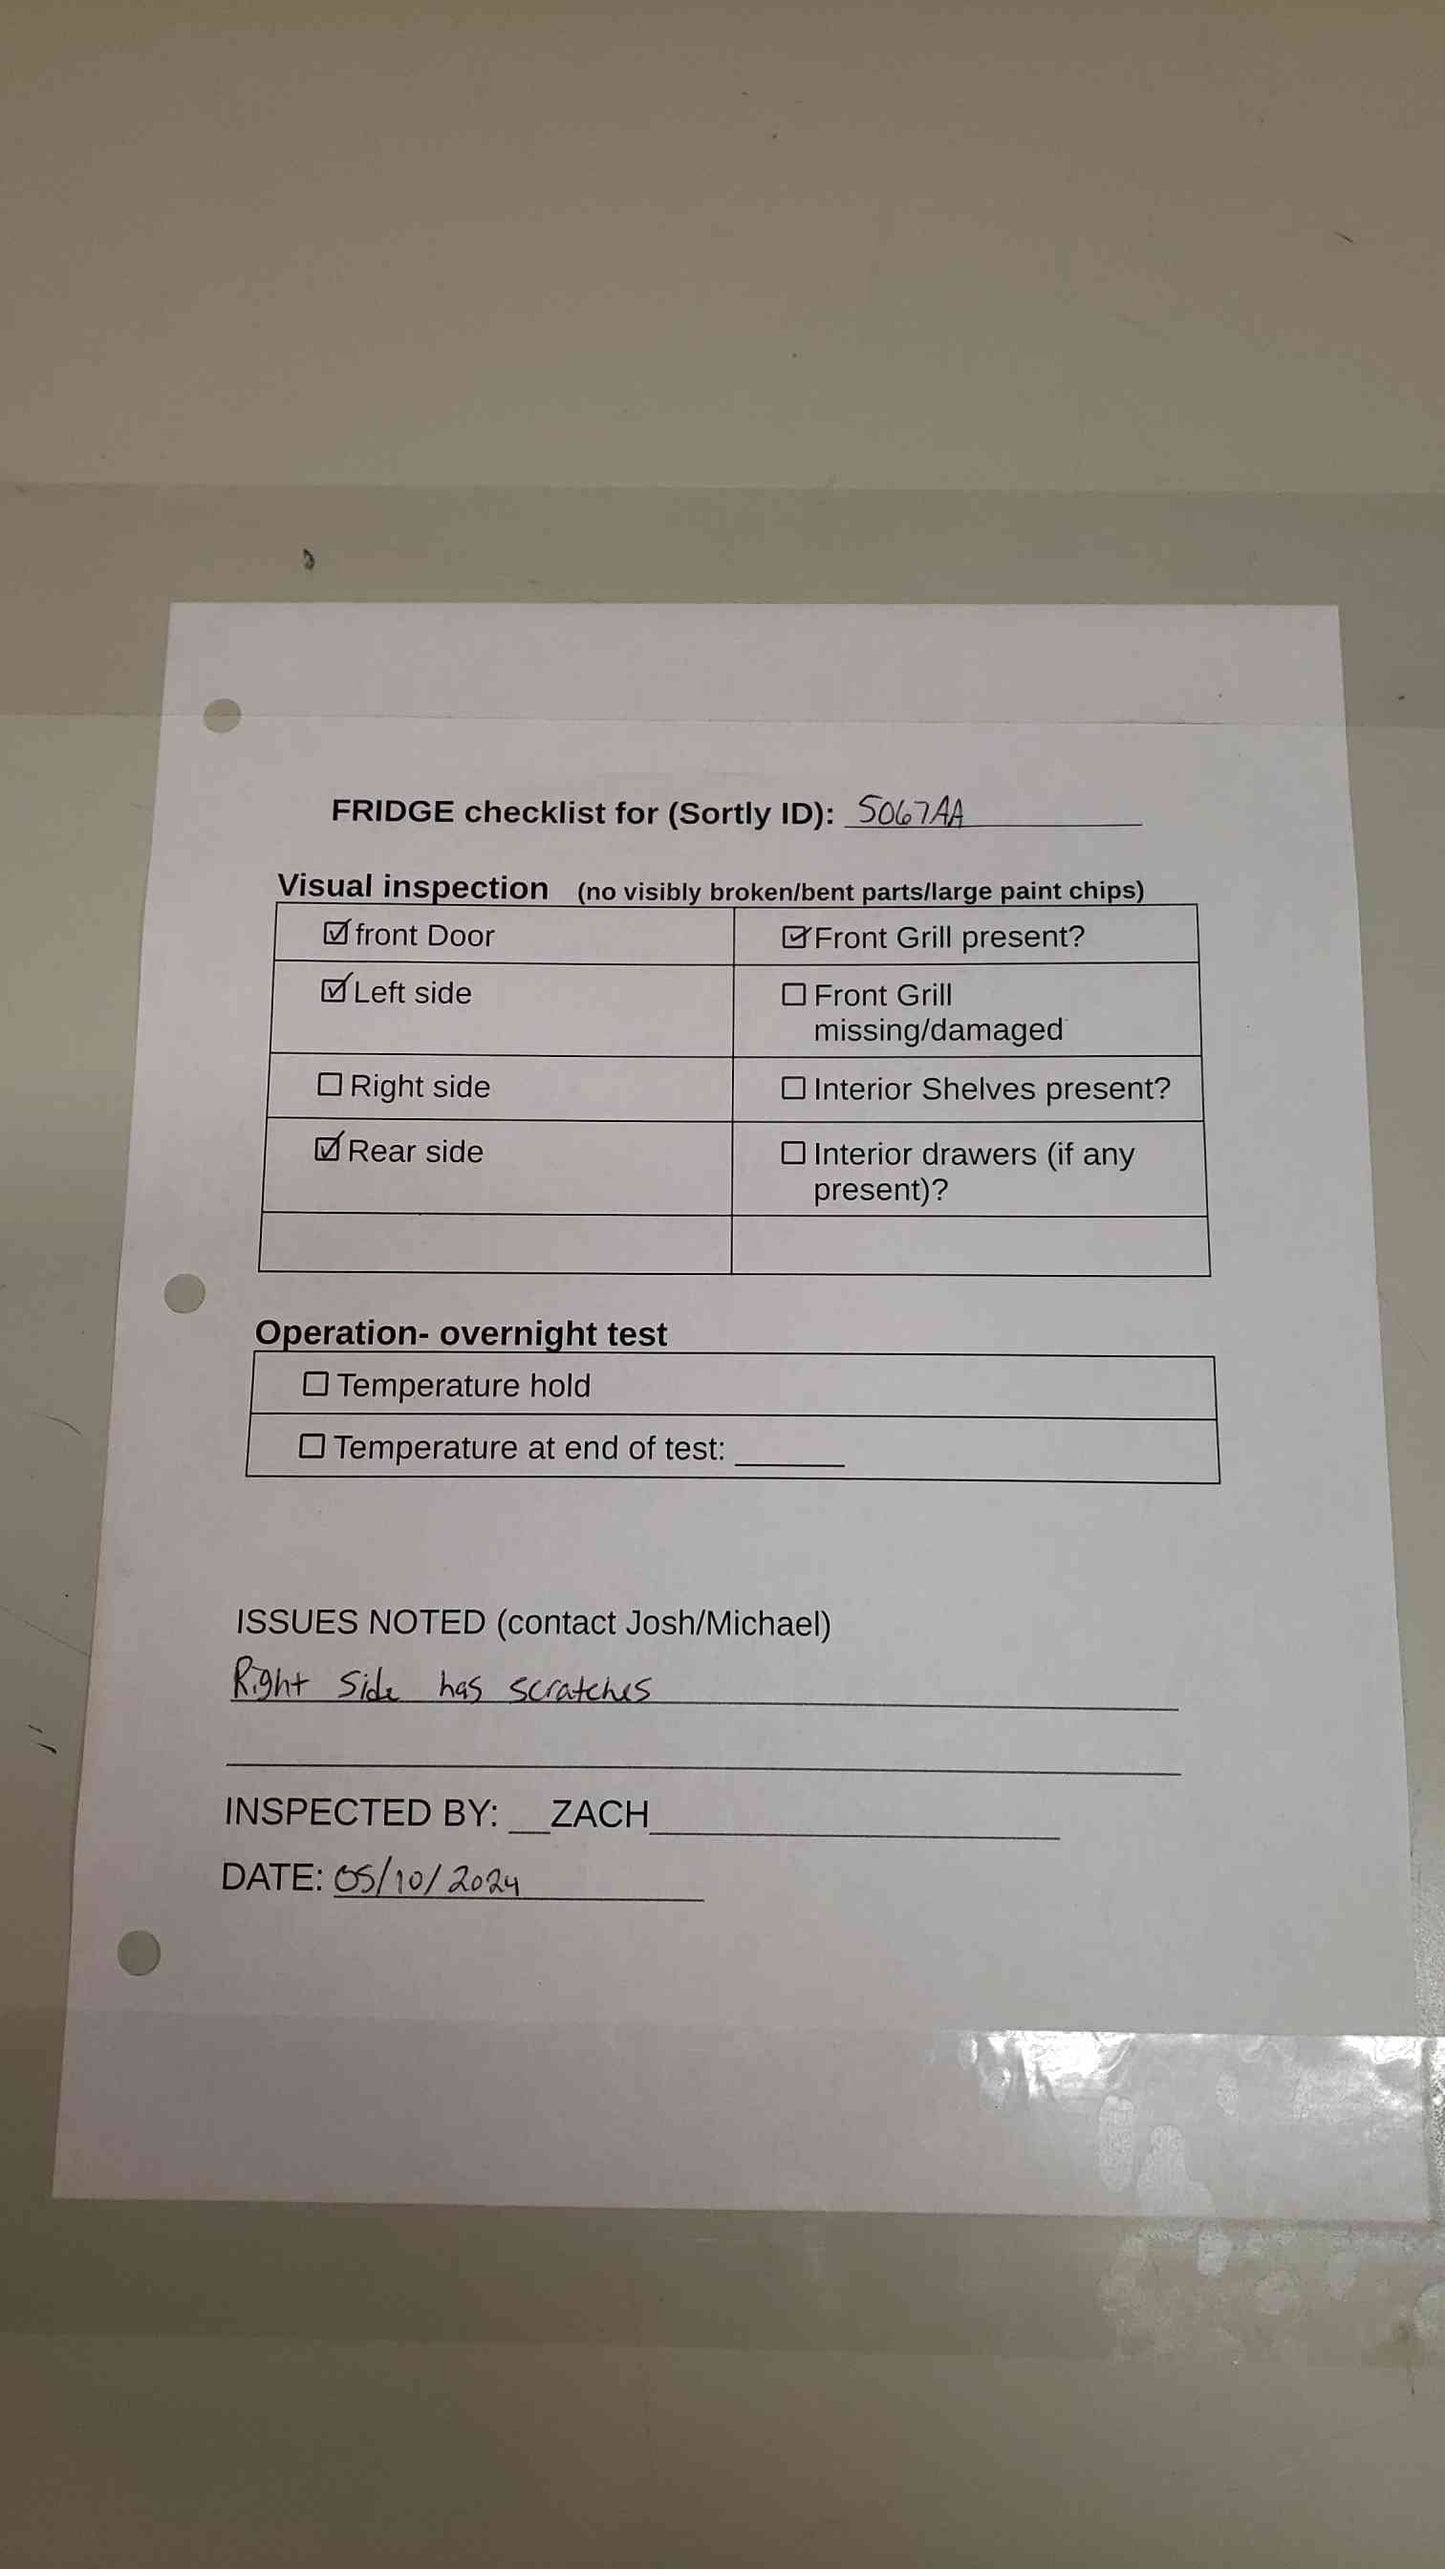 FRIDGE checklist for (Sortly ID): 5067AA
Visual inspection (no visibly broken/bent parts/large paint chips)
☑ front Door ☑ Front Grill present?
☑ Left side ☐ Front Grill
missing/damaged
☐ Right side ☐ Interior Shelves present?
☑ Rear side ☐ Interior drawers (if any
present)?
Operation- overnight test
☐ Temperature hold
☐ Temperature at end of test: ______
ISSUES NOTED (contact Josh/Michael)
Right Side has scratches
INSPECTED BY: __ZACH
DATE: 05/10/2024